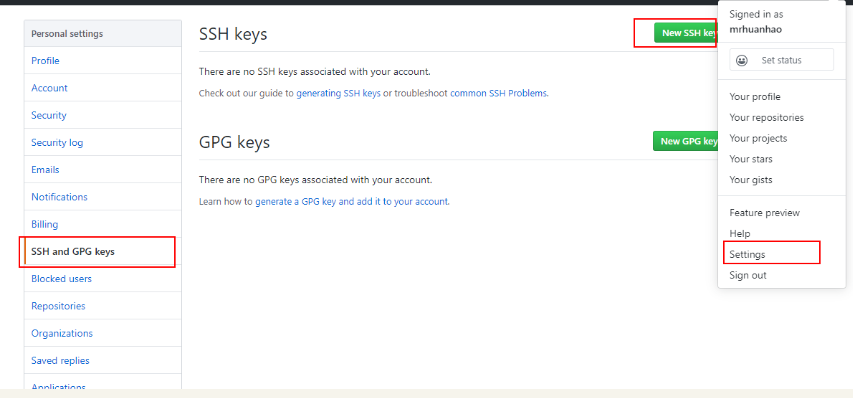 Personal settings
Profile
Account
Security
Security log
Emails
Notifications
Billing
SSH and GPG keys
Blocked users
Repositories
Organizations
Saved replies
Applications
SSH keys
New SSH key
There are no SSH keys associated with your account.
Check out our guide to generating SSH keys or troubleshoot common SSH Problems.
GPG keys
New GPG key
There are no GPG keys associated with your account.
Learn how to generate a GPG key and add it to your account.
Signed in as
mrhuanhao
Set status
Your profile
Your repositories
Your projects
Your stars
Your gists
Feature preview
Help
Settings
Sign out